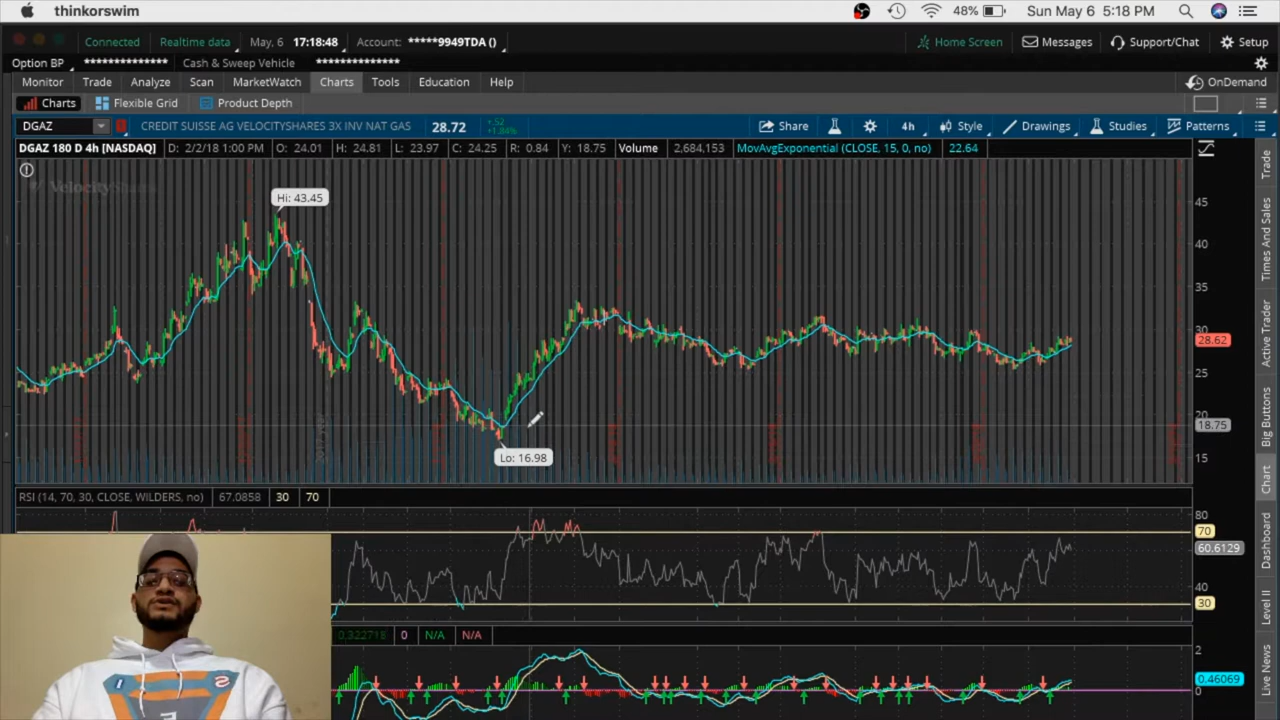 thinkorswim 48% Sun May 6 5:18 PM
Connected Realtime data May, 6 17:18:48 Account: *****9949TDA () Home Screen Messages Support/Chat Setup
Option BP ************** Cash & Sweep Vehicle **************
Monitor Trade Analyze Scan MarketWatch Charts Tools Education Help OnDemand
Charts Flexible Grid Product Depth
DGAZ CREDIT SUISSE AG VELOCITYSHARES 3X INV NAT GAS 28.72 +.52 +1.84% Share 4h Style Drawings Studies Patterns
DGAZ 180 D 4h [NASDAQ] D: 2/2/18 1:00 PM O: 24.01 H: 24.81 L: 23.97 C: 24.25 R: 0.84 Y: 18.75 Volume 2,684,153 MovAvgExponential (CLOSE, 15, 0, no) 22.64
VelocityShares
Hi: 43.45
45
40
35
30
28.62
25
20
18.75
Lo: 16.98
15
RSI (14, 70, 30, CLOSE, WILDERS, no) 67.0858 30 70
80
70
60.6129
40
30
0.322718 0 N/A N/A
2
0.46069
0
Trade
Times And Sales
Active Trader
Big Buttons
Chart
Dashboard
Level II
Live News